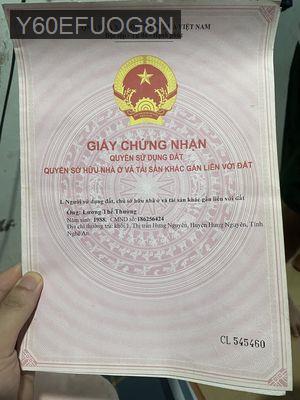 Y60EFUOG8N
VIỆT NAM
GIẤY CHỨNG NHẬN
QUYỀN SỬ DỤNG ĐẤT
QUYỀN SỞ HỮU NHÀ Ở VÀ TÀI SẢN KHÁC GẮN LIỀN VỚI ĐẤT
I. Người sử dụng đất, chủ sở hữu nhà ở và tài sản khác gắn liền với đất
Ông: Lương Thế Thường
Năm sinh: 1988, CMND số: 186256424
Địa chỉ thường trú: khối 1, Thị trấn Hưng Nguyên, Huyện Hưng Nguyên, Tỉnh
Nghệ An
CL 545460